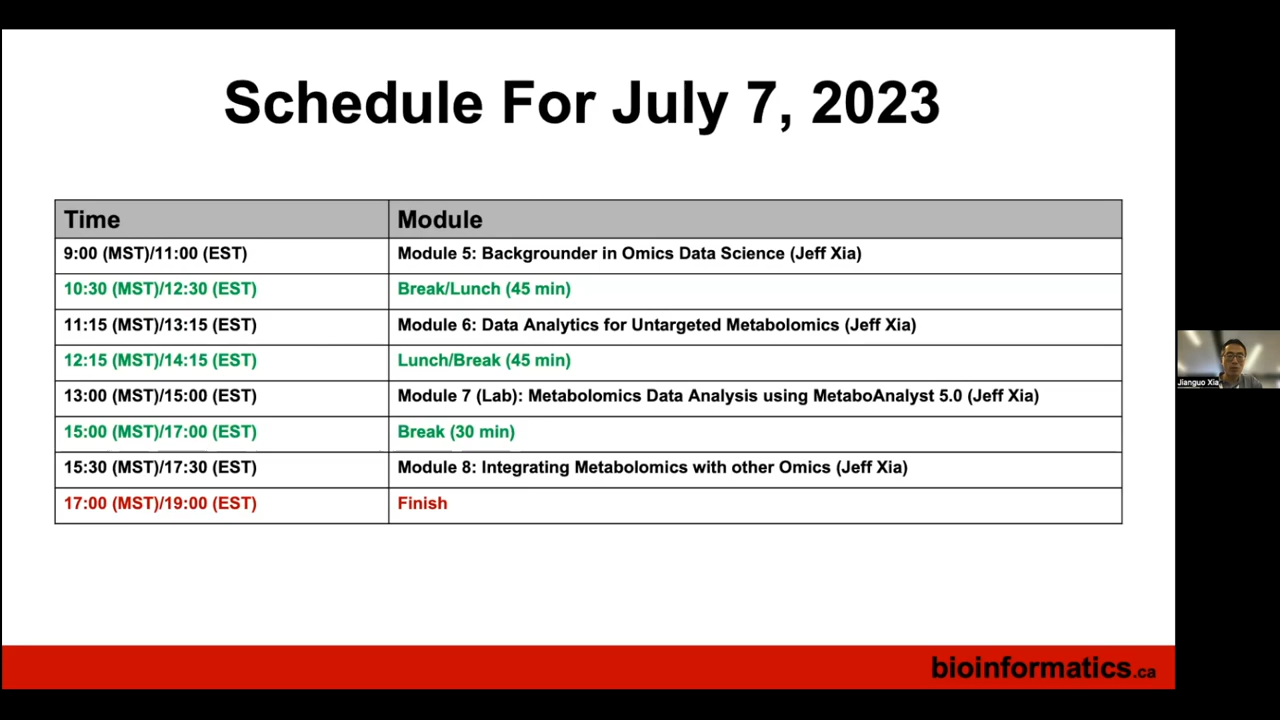 Schedule For July 7, 2023
Time Module
9:00 (MST)/11:00 (EST) Module 5: Backgrounder in Omics Data Science (Jeff Xia)
10:30 (MST)/12:30 (EST) Break/Lunch (45 min)
11:15 (MST)/13:15 (EST) Module 6: Data Analytics for Untargeted Metabolomics (Jeff Xia)
12:15 (MST)/14:15 (EST) Lunch/Break (45 min)
13:00 (MST)/15:00 (EST) Module 7 (Lab): Metabolomics Data Analysis using MetaboAnalyst 5.0 (Jeff Xia)
15:00 (MST)/17:00 (EST) Break (30 min)
15:30 (MST)/17:30 (EST) Module 8: Integrating Metabolomics with other Omics (Jeff Xia)
17:00 (MST)/19:00 (EST) Finish
Jianguo Xia
bioinformatics.ca